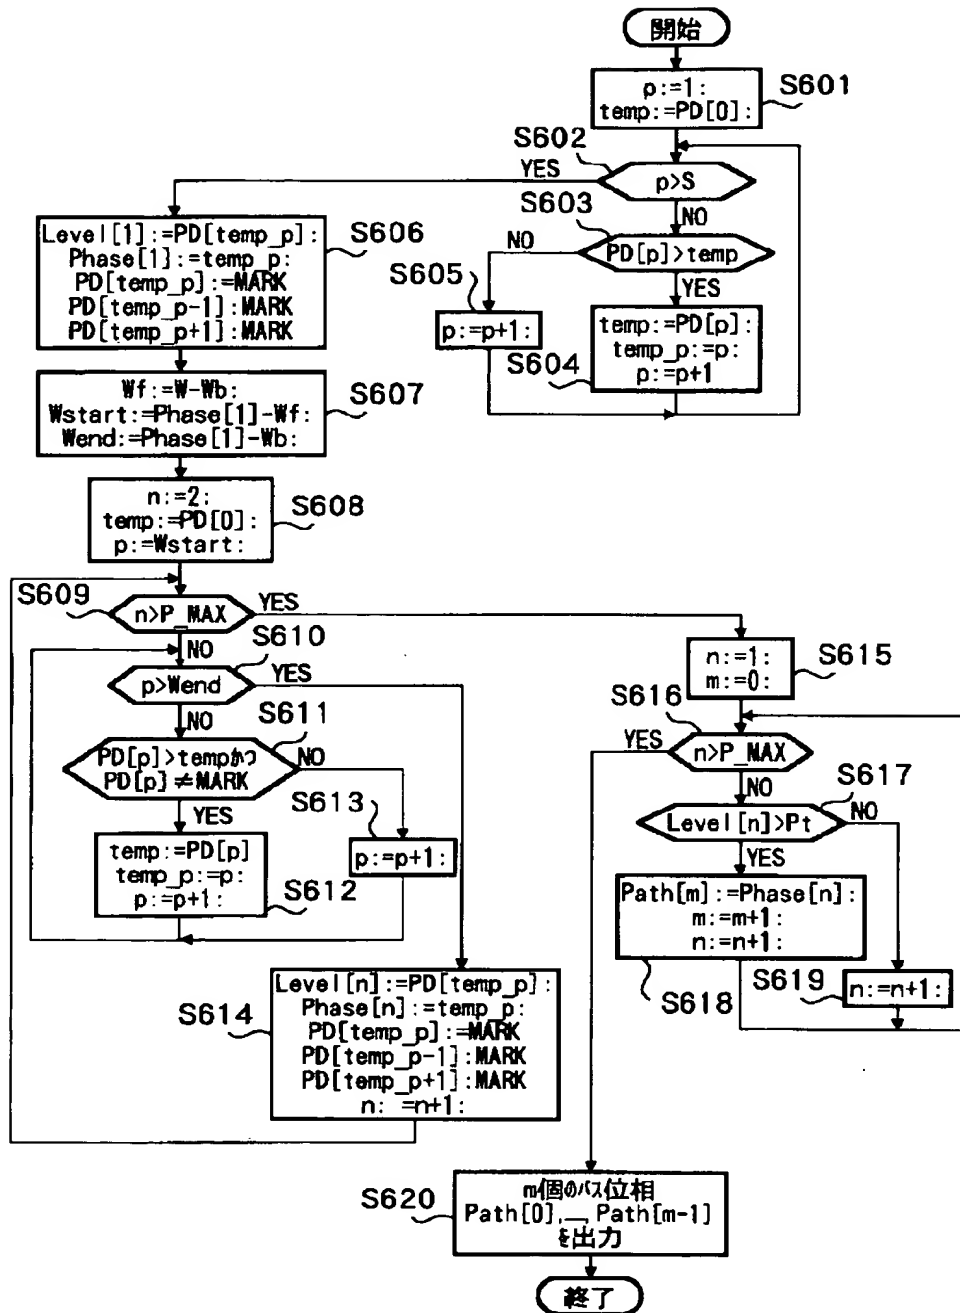 開始
S601
p:=1:
temp:=PD[0]:
S602
p>S
YES
NO
S603
PD[p]>temp
NO
YES
S604
temp:=PD[p]:
temp_p:=p:
p:=p+1
S605
p:=p+1:
S606
Level[1]:=PD[temp_p]:
Phase[1]:=temp_p:
PD[temp_p]:=MARK
PD[temp_p-1]:MARK
PD[temp_p+1]:MARK
S607
Wf:=W-Wb:
Wstart:=Phase[1]-Wf:
Wend:=Phase[1]-Wb:
S608
n:=2:
temp:=PD[0]:
p:=Wstart:
S609
n>P_MAX
YES
NO
S610
p>Wend
YES
NO
S611
PD[p]>tempかつ
PD[p]≠MARK
NO
YES
S612
temp:=PD[p]
temp_p:=p:
p:=p+1:
S613
p:=p+1:
S614
Level[n]:=PD[temp_p]:
Phase[n]:=temp_p:
PD[temp_p]:=MARK
PD[temp_p-1]:MARK
PD[temp_p+1]:MARK
n: =n+1:
S615
n:=1:
m:=0:
S616
n>P_MAX
YES
NO
S617
Level[n]>Pt
NO
YES
S618
Path[m]:=Phase[n]:
m:=m+1:
n:=n+1:
S619
n:=n+1:
S620
m個のパス位相
Path[0],…, Path[m-1]
を出力
終了